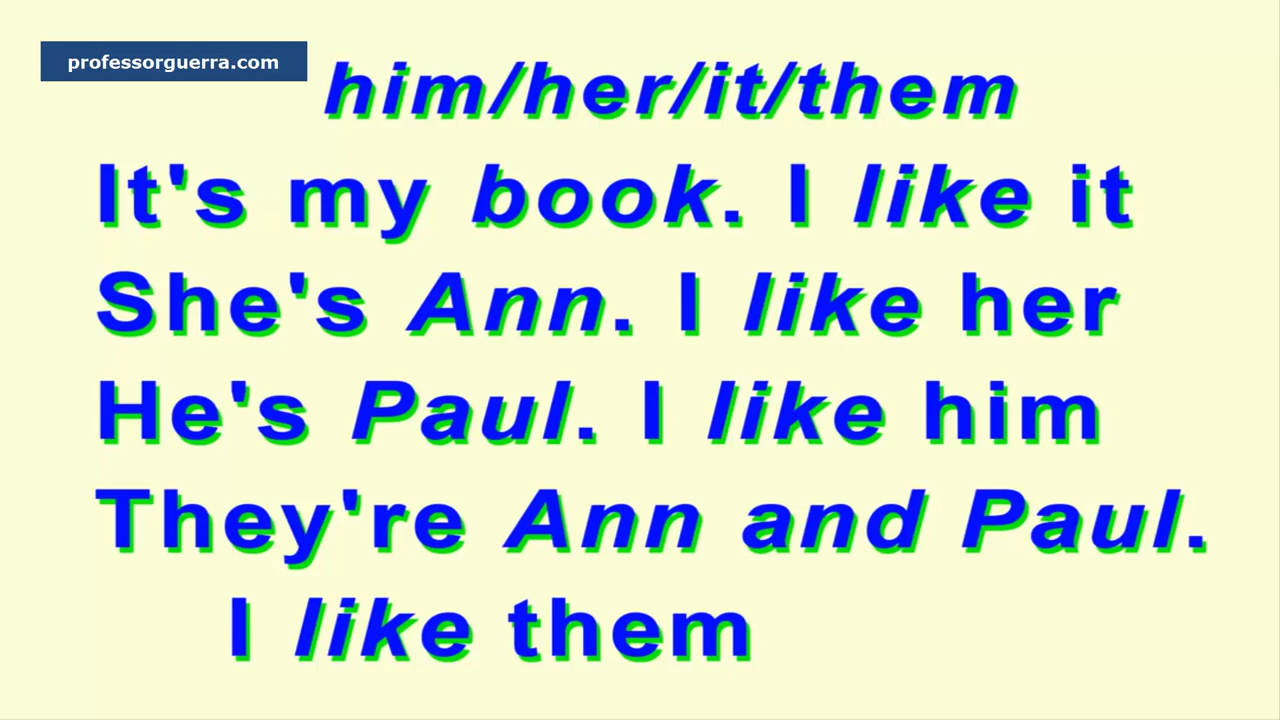 professorguerra.com
him/her/it/them
It's my book. I like it
She's Ann. I like her
He's Paul. I like him
They're Ann and Paul.
I like them